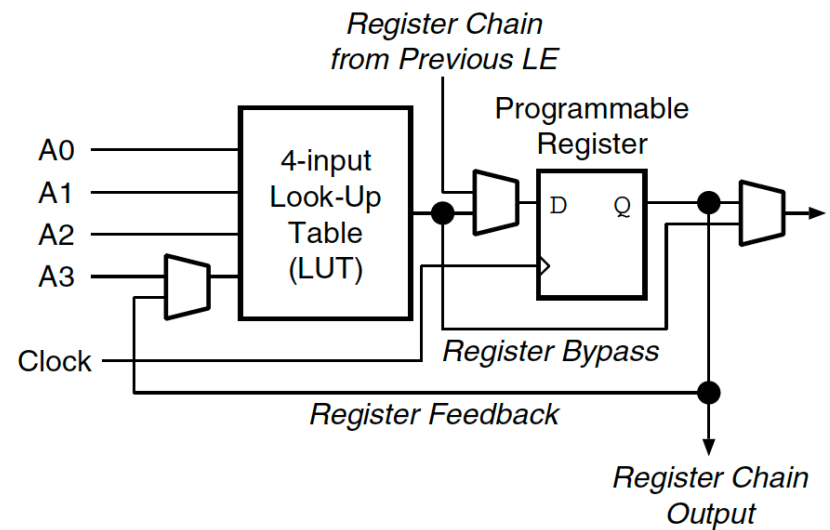 Register Chain
from Previous LE
Programmable
Register
A0
A1
A2
A3
4-input
Look-Up
Table
(LUT)
D
Q
Clock
Register Bypass
Register Feedback
Register Chain
Output